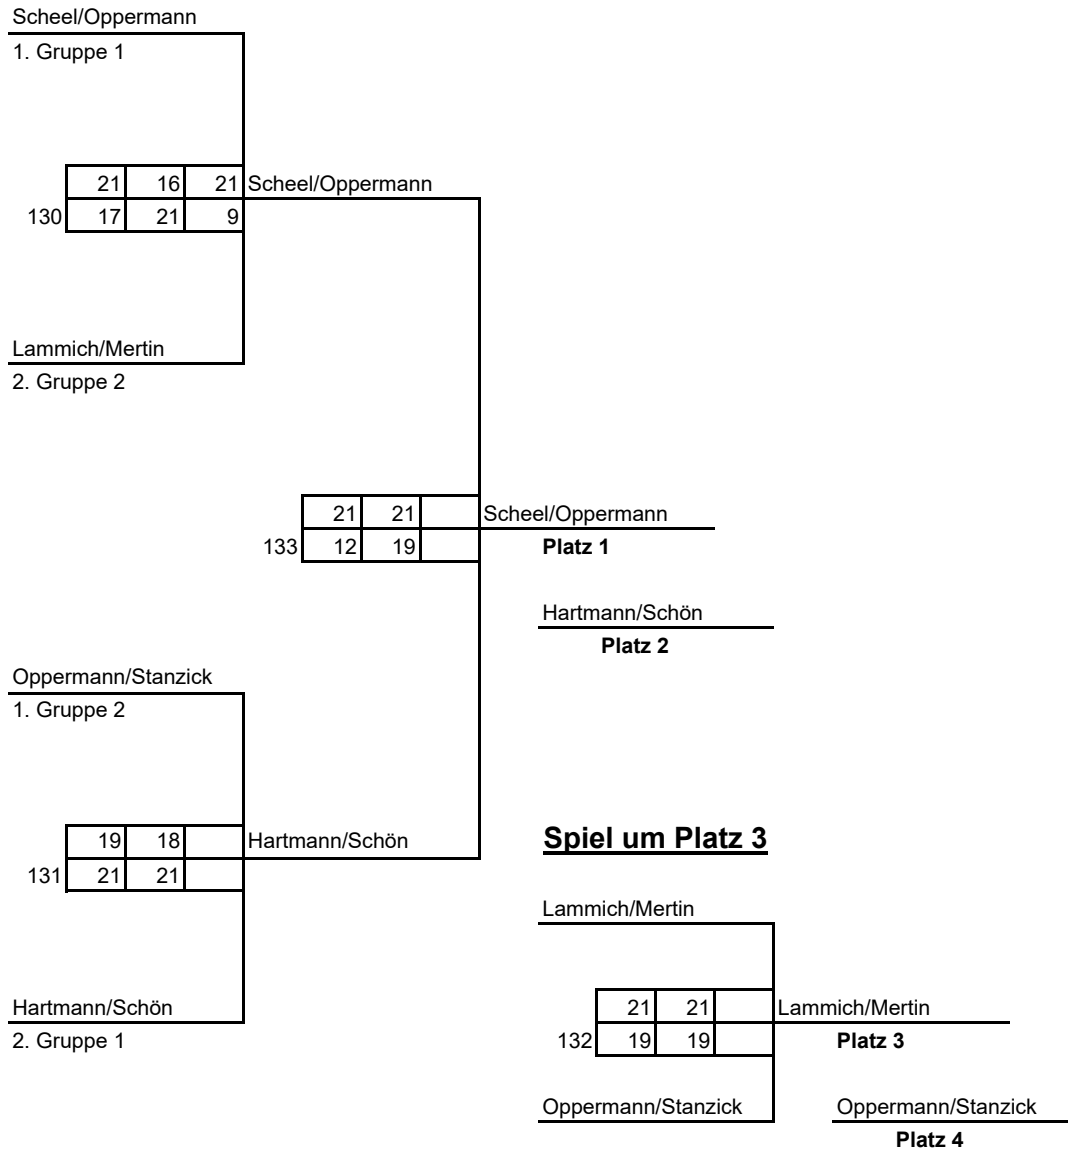 Scheel/Oppermann
1. Gruppe 1
21 16 21 Scheel/Oppermann
130 17 21 9
Lammich/Mertin
2. Gruppe 2
21 21 Scheel/Oppermann
133 12 19 Platz 1
Hartmann/Schön
Platz 2
Oppermann/Stanzick
1. Gruppe 2
19 18 Hartmann/Schön
131 21 21
Hartmann/Schön
2. Gruppe 1
Spiel um Platz 3
Lammich/Mertin
21 21 Lammich/Mertin
132 19 19 Platz 3
Oppermann/Stanzick
Oppermann/Stanzick
Platz 4